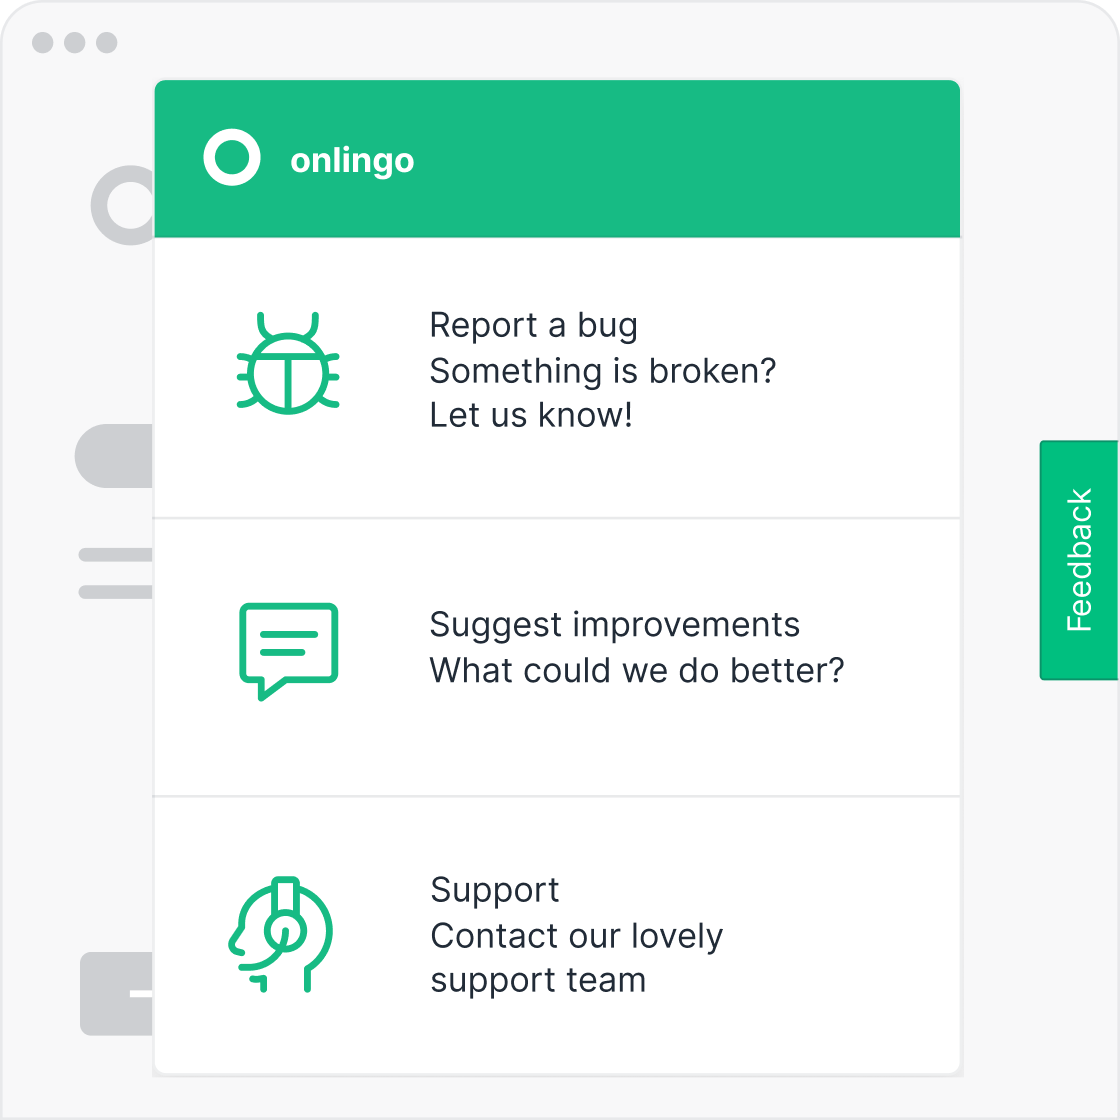 onlingo
Report a bug
Something is broken?
Let us know!
Suggest improvements
What could we do better?
Support
Contact our lovely
support team
Feedback